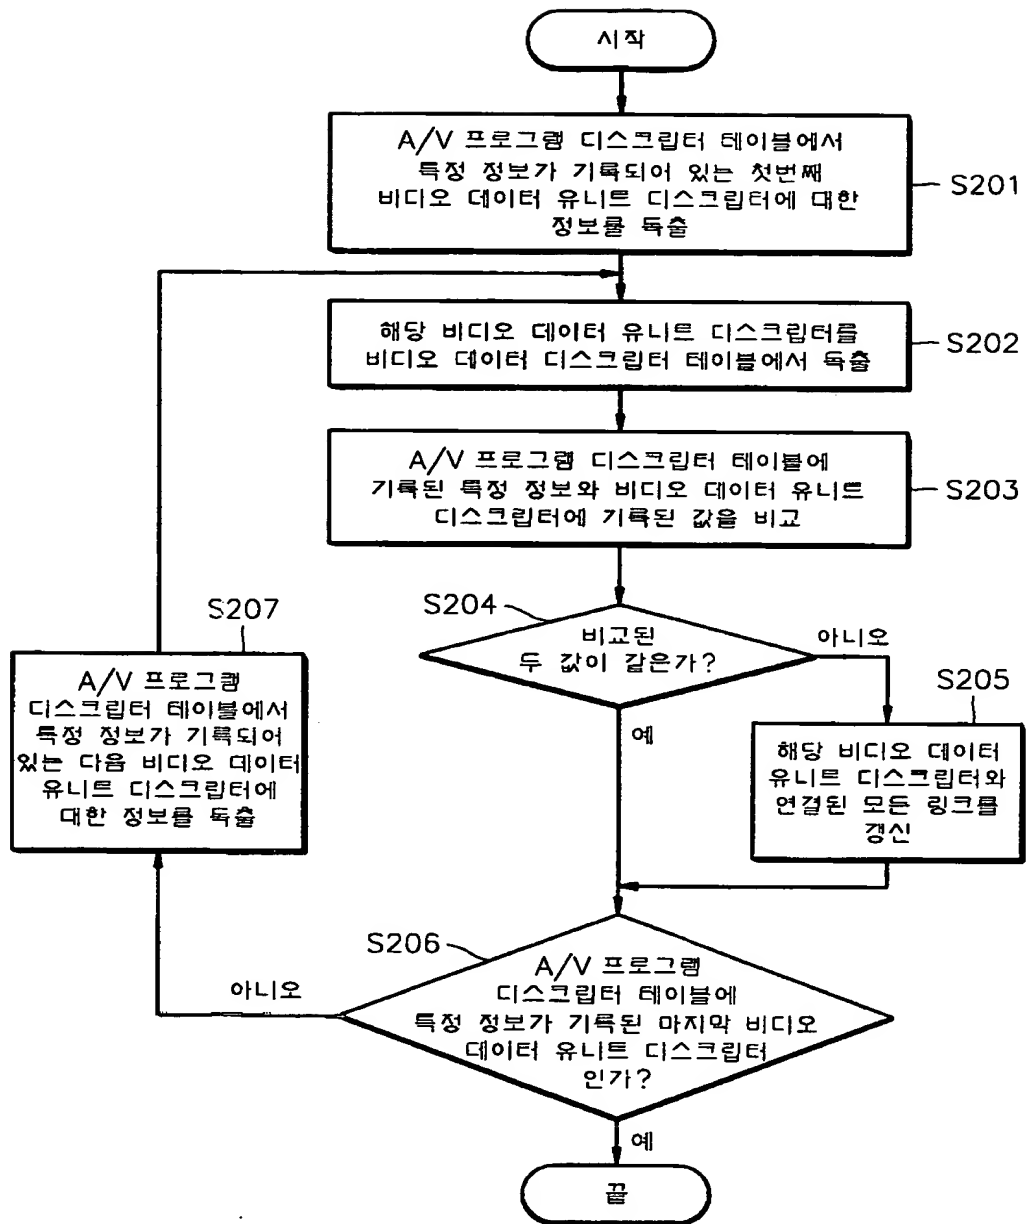 시작
A/V 프로그램 디스크립터 테이블에서
특정 정보가 기록되어 있는 첫번째
비디오 데이터 유니트 디스크립터에 대한
정보를 독출
S201
해당 비디오 데이터 유니트 디스크립터를
비디오 데이터 디스크립터 테이블에서 독출
S202
A/V 프로그램 디스크립터 테이블에
기록된 특정 정보와 비디오 데이터 유니트
디스크립터에 기록된 값을 비교
S203
S204
비교된
두 값이 같은가?
아니오
예
S205
해당 비디오 데이터
유니트 디스크립터와
연결된 모든 링크를
갱신
S206
A/V 프로그램
디스크립터 테이블에
특정 정보가 기록된 마지막 비디오
데이터 유니트 디스크립터
인가?
아니오
예
S207
A/V 프로그램
디스크립터 테이블에서
특정 정보가 기록되어
있는 다음 비디오 데이터
유니트 디스크립터에
대한 정보를 독출
끝